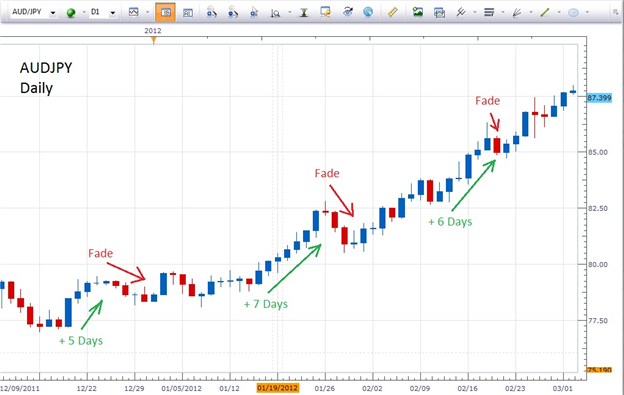 AUD/JPY D1
2012
AUDJPY
Daily
87.399
Fade
85.00
Fade
+ 6 Days
82.50
Fade
80.00
+ 7 Days
77.50
+ 5 Days
75.190
12/09/2011 12/22 12/29 01/05/2012 01/12 01/19/2012 01/26 02/02 02/09 02/16 02/23 03/01